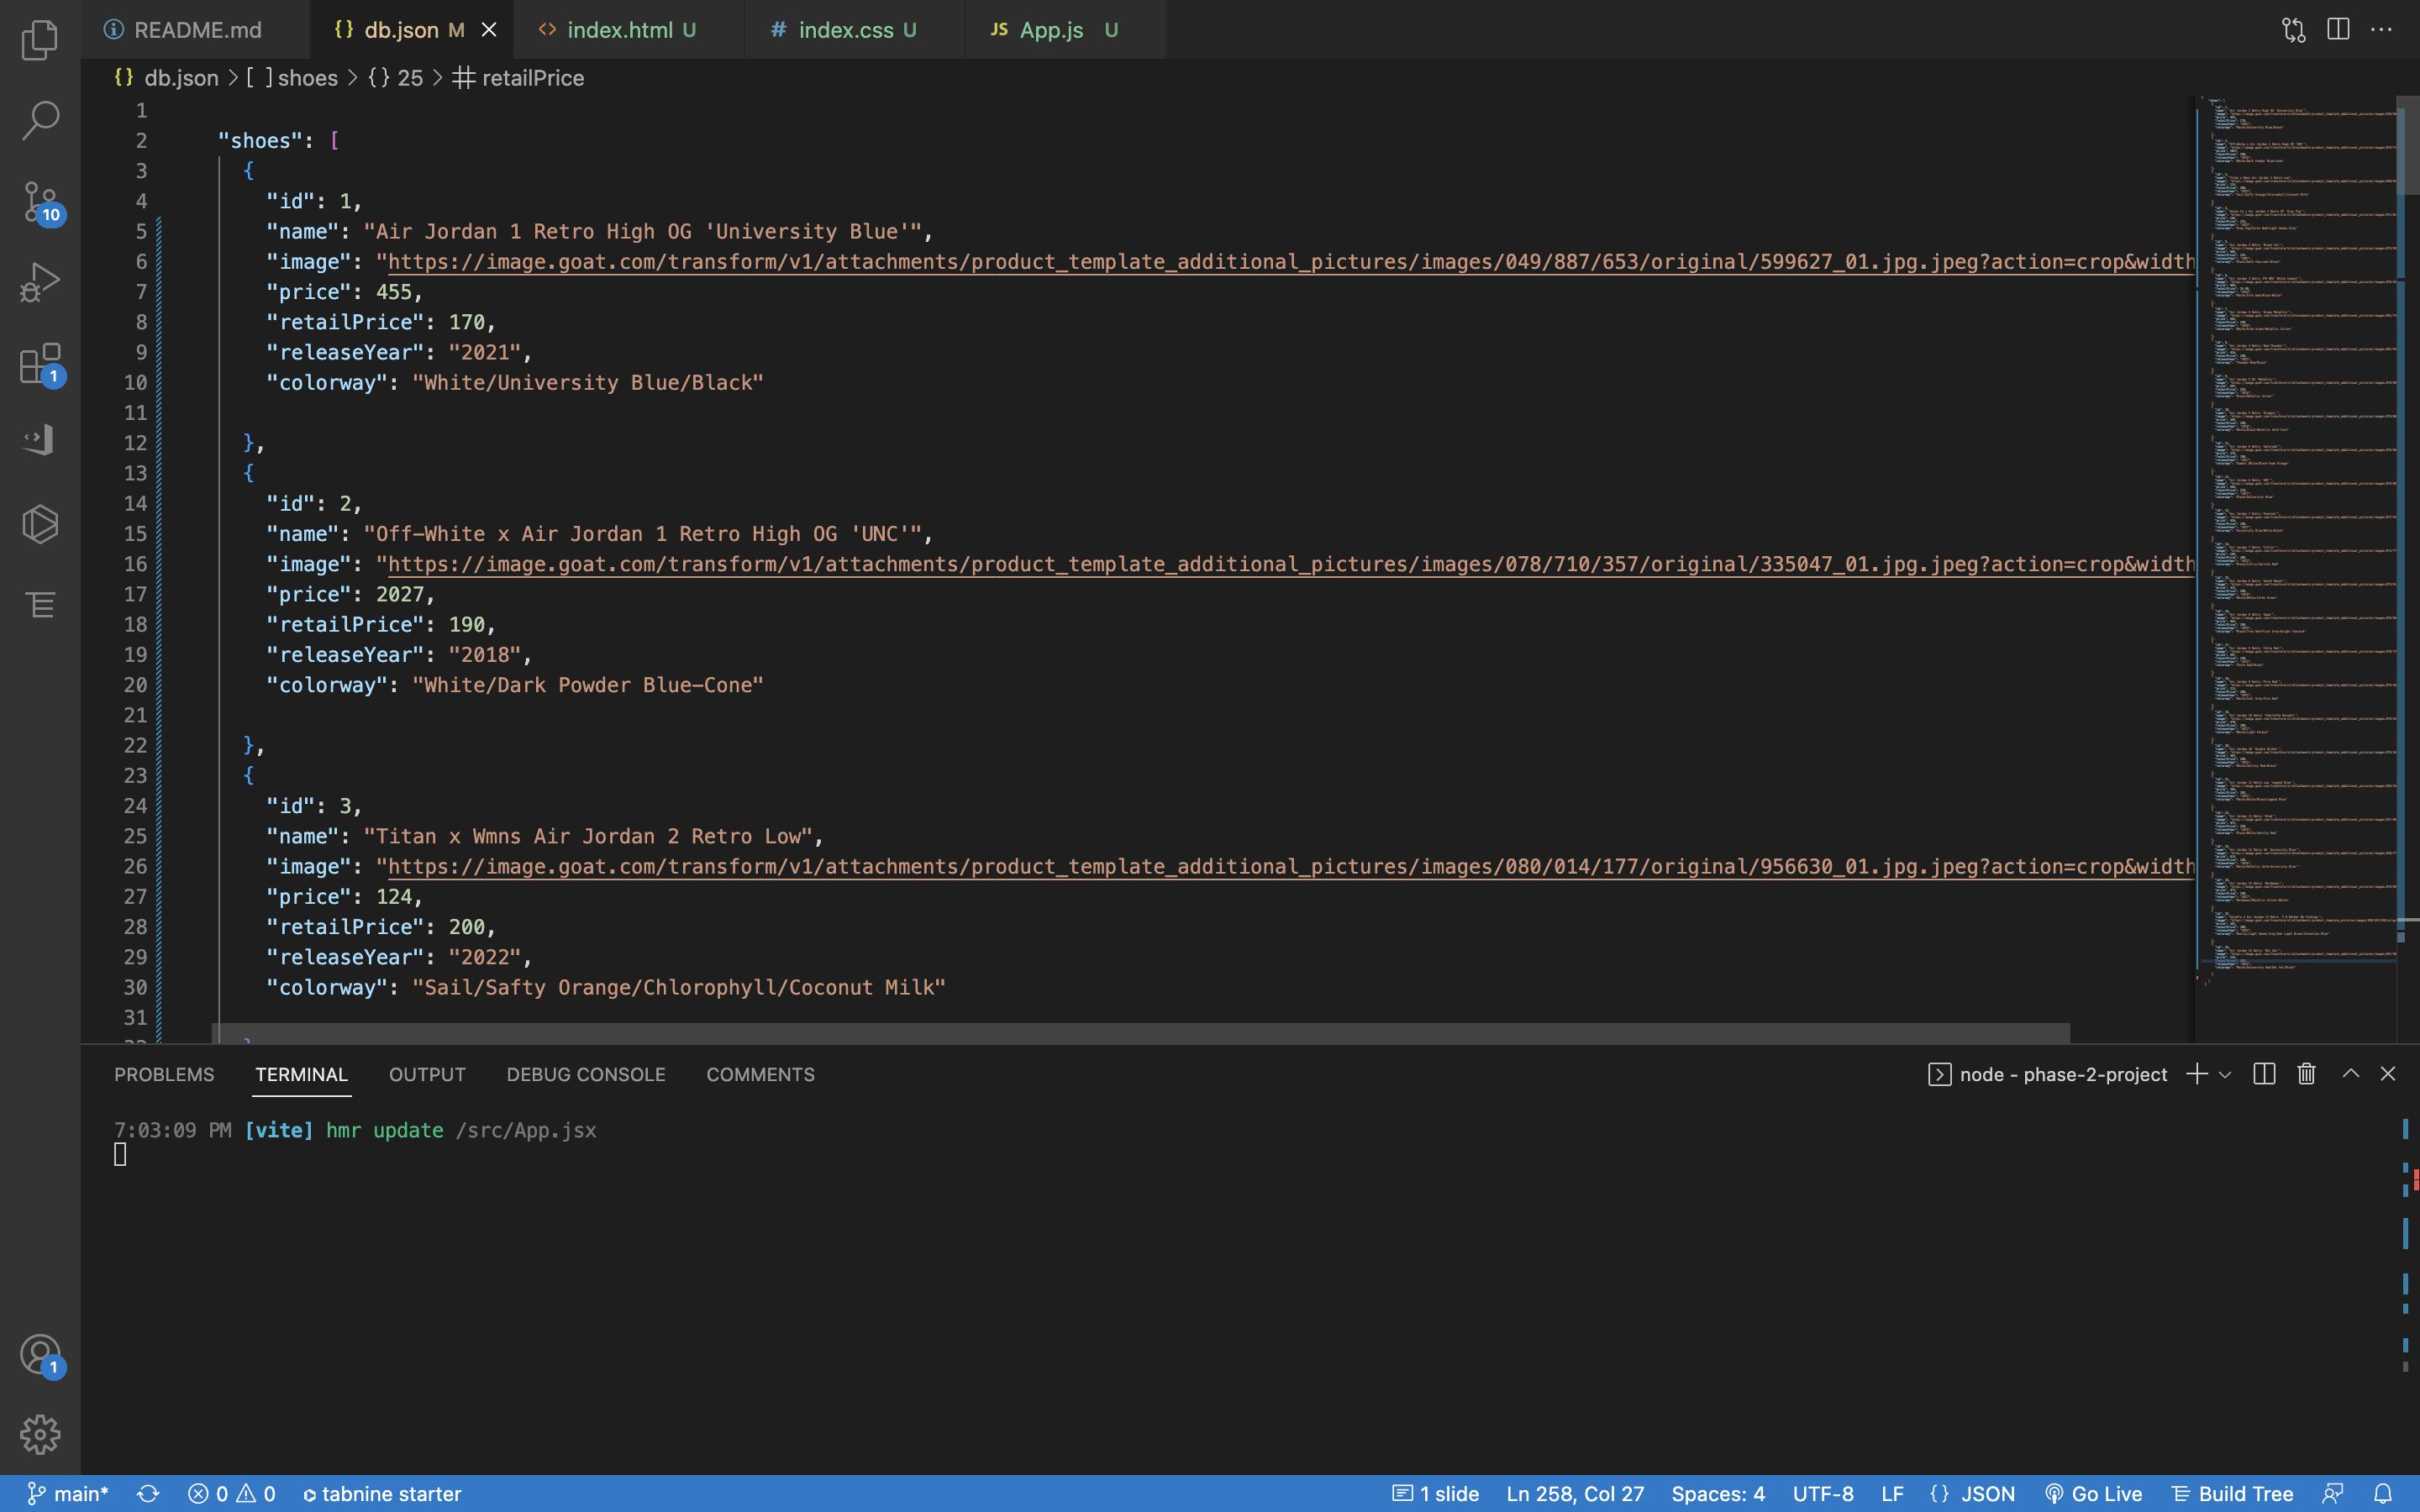 README.md {} db.json M index.html U # index.css U JS App.js U
{} db.json > [ ] shoes > {} 25 > retailPrice
1
2 "shoes": [
3 {
4 "id": 1,
5 "name": "Air Jordan 1 Retro High OG 'University Blue'",
6 "image": "https://image.goat.com/transform/v1/attachments/product_template_additional_pictures/images/049/887/653/original/599627_01.jpg.jpeg?action=crop&width
7 "price": 455,
8 "retailPrice": 170,
9 "releaseYear": "2021",
10 "colorway": "White/University Blue/Black"
11
12 },
13 {
14 "id": 2,
15 "name": "Off-White x Air Jordan 1 Retro High OG 'UNC'",
16 "image": "https://image.goat.com/transform/v1/attachments/product_template_additional_pictures/images/078/710/357/original/335047_01.jpg.jpeg?action=crop&width
17 "price": 2027,
18 "retailPrice": 190,
19 "releaseYear": "2018",
20 "colorway": "White/Dark Powder Blue-Cone"
21
22 },
23 {
24 "id": 3,
25 "name": "Titan x Wmns Air Jordan 2 Retro Low",
26 "image": "https://image.goat.com/transform/v1/attachments/product_template_additional_pictures/images/080/014/177/original/956630_01.jpg.jpeg?action=crop&width
27 "price": 124,
28 "retailPrice": 200,
29 "releaseYear": "2022",
30 "colorway": "Sail/Safty Orange/Chlorophyll/Coconut Milk"
31
10
1
1
PROBLEMS TERMINAL OUTPUT DEBUG CONSOLE COMMENTS node - phase-2-project
7:03:09 PM [vite] hmr update /src/App.jsx
main* 0 0 tabnine starter 1 slide Ln 258, Col 27 Spaces: 4 UTF-8 LF {} JSON Go Live Build Tree